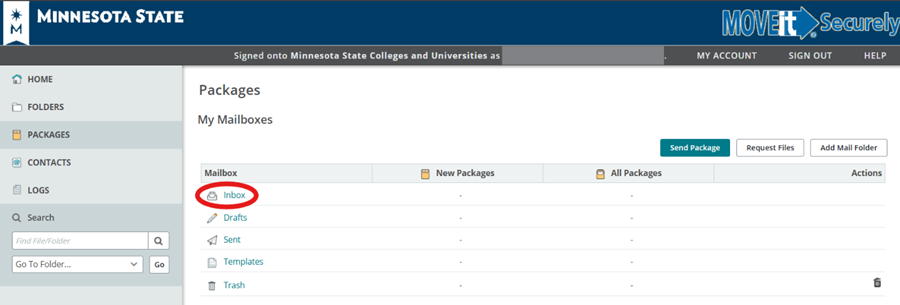 MINNESOTA STATE
M
MOVEit Securely
Signed onto Minnesota State Colleges and Universities as . MY ACCOUNT SIGN OUT HELP
HOME
FOLDERS
PACKAGES
CONTACTS
LOGS
Search
Find File/Folder
Go To Folder... Go
Packages
My Mailboxes
Send Package Request Files Add Mail Folder
Mailbox New Packages All Packages Actions
Inbox - -
Drafts - -
Sent - -
Templates - -
Trash - -